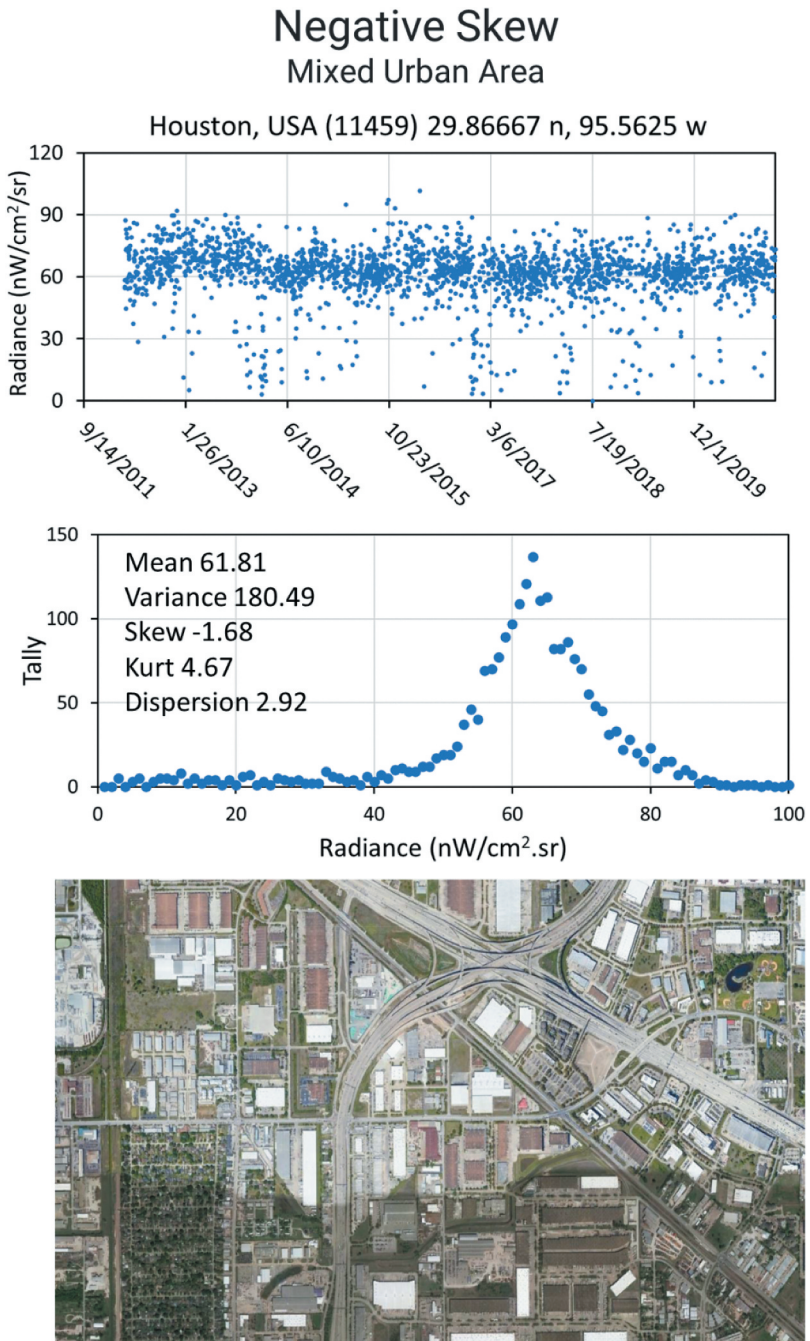 Negative Skew
Mixed Urban Area
Houston, USA (11459) 29.86667 n, 95.5625 w
120
90
60
30
0
Radiance (nW/cm²/sr)
9/14/2011
1/26/2013
6/10/2014
10/23/2015
3/6/2017
7/19/2018
12/1/2019
150
100
50
0
Tally
Mean 61.81
Variance 180.49
Skew -1.68
Kurt 4.67
Dispersion 2.92
0
20
40
60
80
100
Radiance (nW/cm².sr)